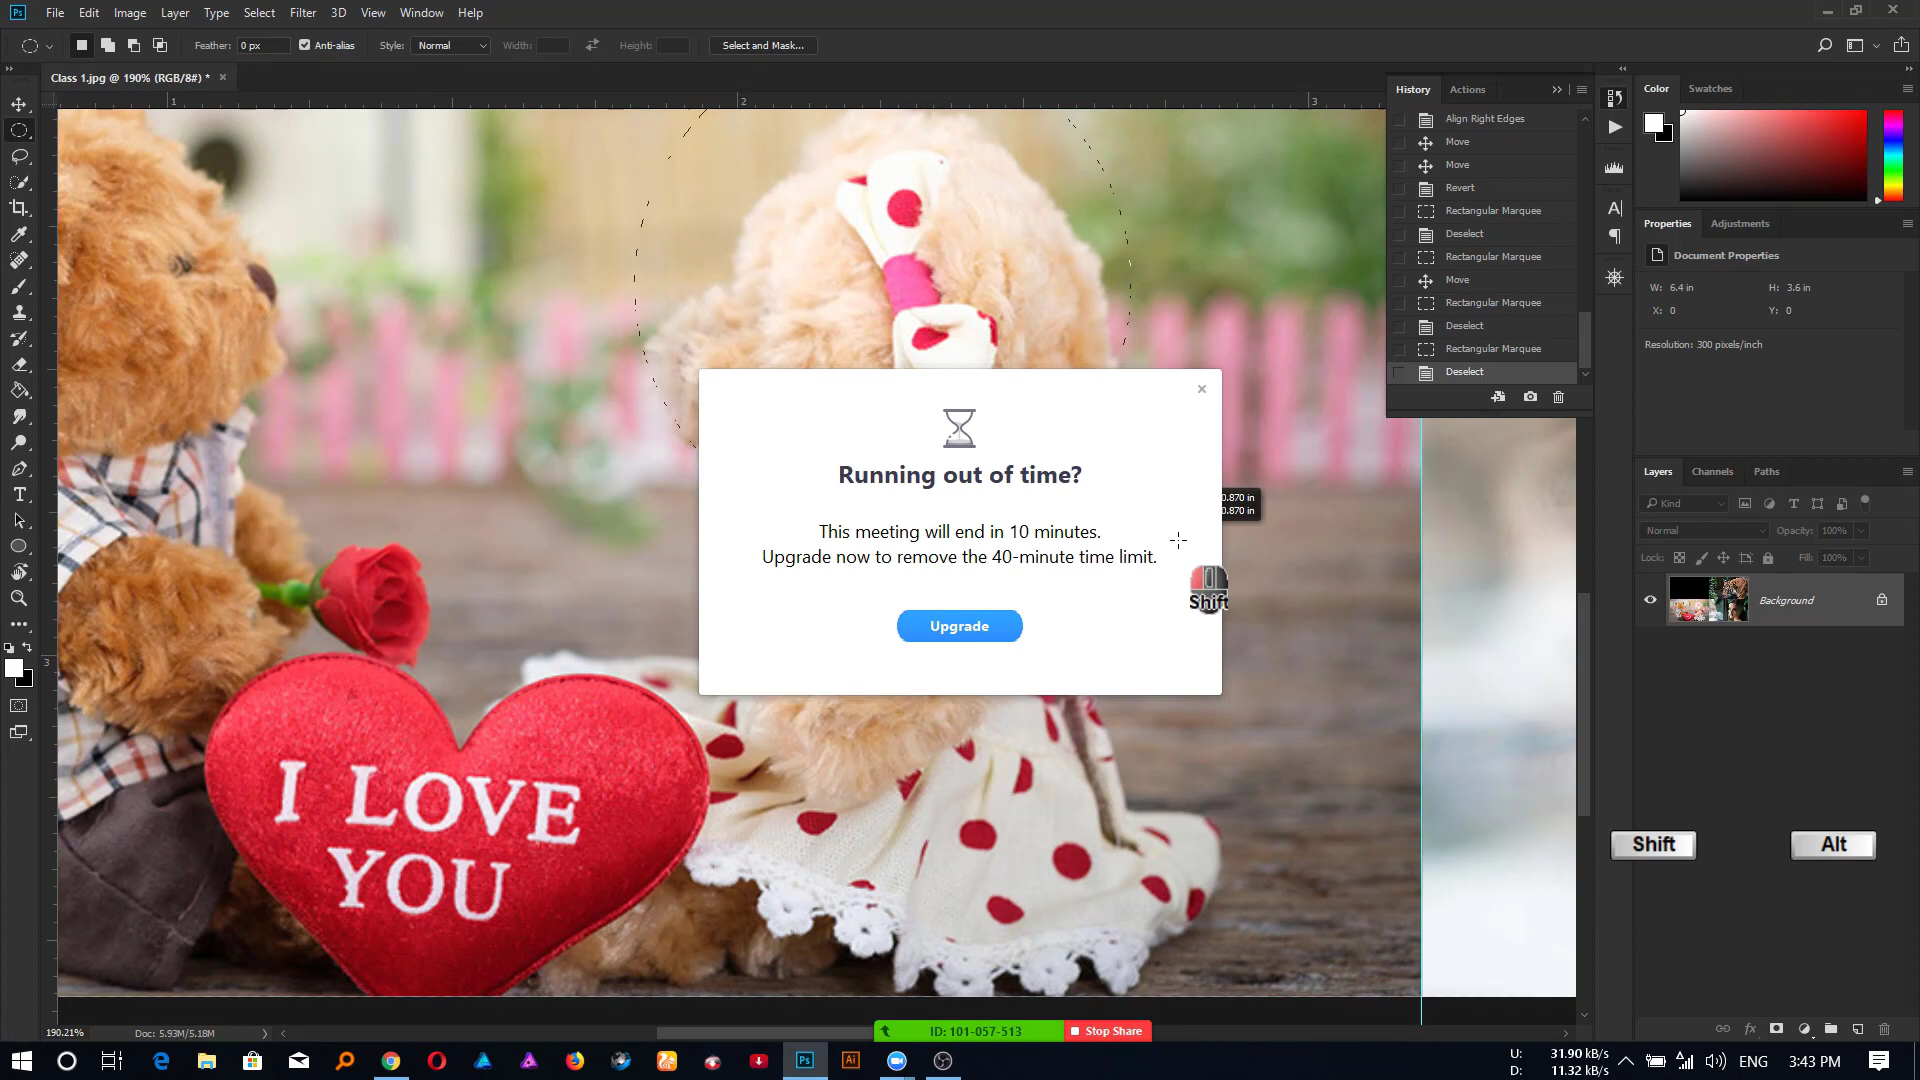 Ps File Edit Image Layer Type Select Filter 3D View Window Help
Feather: 0 px Anti-alias Style: Normal Width: Height: Select and Mask...
Class 1.jpg @ 190% (RGB/8#) * ×
1 2 3
3
History Actions
Align Right Edges
Move
Move
Revert
Rectangular Marquee
Deselect
Rectangular Marquee
Move
Rectangular Marquee
Deselect
Rectangular Marquee
Deselect
Color Swatches
Properties Adjustments
Document Properties
W: 6.4 in H: 3.6 in
X: 0 Y: 0
Resolution: 300 pixels/inch
Layers Channels Paths
Kind
Normal Opacity: 100%
Lock: Fill: 100%
Background
Running out of time?
This meeting will end in 10 minutes.
Upgrade now to remove the 40-minute time limit.
Upgrade
0.870 in
0.870 in
Shift
I LOVE
YOU
Shift Alt
190.21% Doc: 5.93M/5.18M
ID: 101-057-513 Stop Share
Ps Ai
U: 31.90 kB/s
D: 11.32 kB/s
ENG 3:43 PM